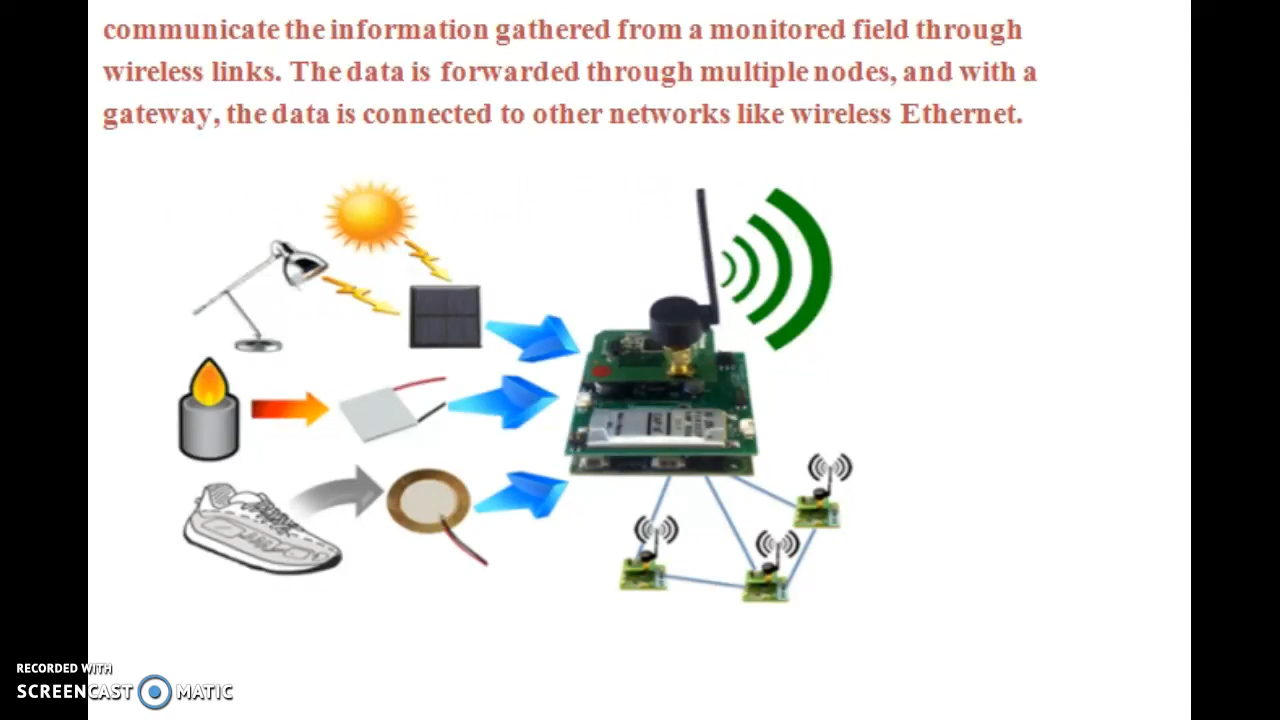 communicate the information gathered from a monitored field through
wireless links. The data is forwarded through multiple nodes, and with a
gateway, the data is connected to other networks like wireless Ethernet.
RECORDED WITH
SCREENCAST MATIC